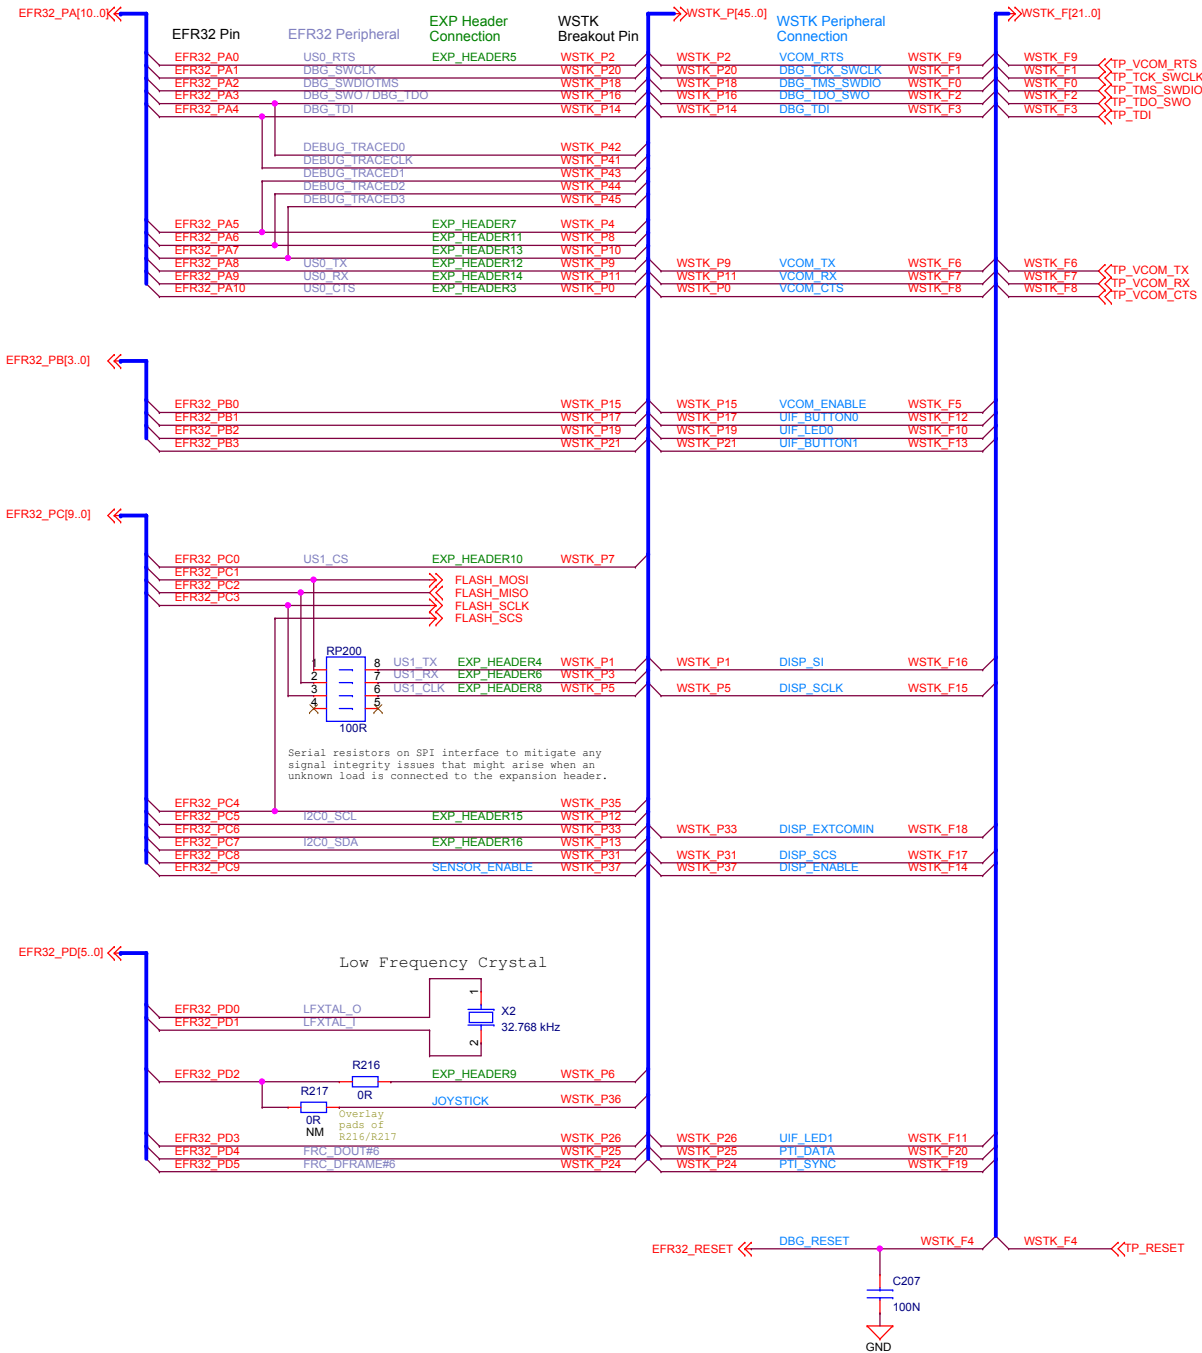 EFR32_PA[10..0] WSTK_P[45..0] WSTK_F[21..0]
EFR32 Pin EFR32 Peripheral EXP Header Connection WSTK Breakout Pin WSTK Peripheral Connection
EFR32_PA0 US0_RTS EXP_HEADER5 WSTK_P2 WSTK_P2 VCOM_RTS WSTK_F9 WSTK_F9 TP_VCOM_RTS
EFR32_PA1 DBG_SWCLK WSTK_P20 WSTK_P20 DBG_TCK_SWCLK WSTK_F1 WSTK_F1 TP_TCK_SWCLK
EFR32_PA2 DBG_SWDIOTMS WSTK_P18 WSTK_P18 DBG_TMS_SWDIO WSTK_F0 WSTK_F0 TP_TMS_SWDIO
EFR32_PA3 DBG_SWO / DBG_TDO WSTK_P16 WSTK_P16 DBG_TDO_SWO WSTK_F2 WSTK_F2 TP_TDO_SWO
EFR32_PA4 DBG_TDI WSTK_P14 WSTK_P14 DBG_TDI WSTK_F3 WSTK_F3 TP_TDI
DEBUG_TRACED0 WSTK_P42
DEBUG_TRACECLK WSTK_P41
DEBUG_TRACED1 WSTK_P43
DEBUG_TRACED2 WSTK_P44
DEBUG_TRACED3 WSTK_P45
EFR32_PA5 EXP_HEADER7 WSTK_P4
EFR32_PA6 EXP_HEADER11 WSTK_P8
EFR32_PA7 EXP_HEADER13 WSTK_P10
EFR32_PA8 US0_TX EXP_HEADER12 WSTK_P9 WSTK_P9 VCOM_TX WSTK_F6 WSTK_F6 TP_VCOM_TX
EFR32_PA9 US0_RX EXP_HEADER14 WSTK_P11 WSTK_P11 VCOM_RX WSTK_F7 WSTK_F7 TP_VCOM_RX
EFR32_PA10 US0_CTS EXP_HEADER3 WSTK_P0 WSTK_P0 VCOM_CTS WSTK_F8 WSTK_F8 TP_VCOM_CTS
EFR32_PB[3..0]
EFR32_PB0 WSTK_P15 WSTK_P15 VCOM_ENABLE WSTK_F5
EFR32_PB1 WSTK_P17 WSTK_P17 UIF_BUTTON0 WSTK_F12
EFR32_PB2 WSTK_P19 WSTK_P19 UIF_LED0 WSTK_F10
EFR32_PB3 WSTK_P21 WSTK_P21 UIF_BUTTON1 WSTK_F13
EFR32_PC[9..0]
EFR32_PC0 US1_CS EXP_HEADER10 WSTK_P7
EFR32_PC1 FLASH_MOSI
EFR32_PC2 FLASH_MISO
EFR32_PC3 FLASH_SCLK
FLASH_SCS
RP200
1 8 US1_TX EXP_HEADER4 WSTK_P1 WSTK_P1 DISP_SI WSTK_F16
2 7 US1_RX EXP_HEADER6 WSTK_P3
3 6 US1_CLK EXP_HEADER8 WSTK_P5 WSTK_P5 DISP_SCLK WSTK_F15
4 5
100R
Serial resistors on SPI interface to mitigate any
signal integrity issues that might arise when an
unknown load is connected to the expansion header.
EFR32_PC4 WSTK_P35
EFR32_PC5 I2C0_SCL EXP_HEADER15 WSTK_P12
EFR32_PC6 WSTK_P33 WSTK_P33 DISP_EXTCOMIN WSTK_F18
EFR32_PC7 I2C0_SDA EXP_HEADER16 WSTK_P13
EFR32_PC8 WSTK_P31 WSTK_P31 DISP_SCS WSTK_F17
EFR32_PC9 SENSOR_ENABLE WSTK_P37 WSTK_P37 DISP_ENABLE WSTK_F14
EFR32_PD[5..0]
Low Frequency Crystal
EFR32_PD0 LFXTAL_O 1 X2
EFR32_PD1 LFXTAL_I 2 32.768 kHz
R216
EFR32_PD2 0R EXP_HEADER9 WSTK_P6
R217
0R JOYSTICK WSTK_P36
NM
Overlay
pads of
R216/R217
EFR32_PD3 WSTK_P26 WSTK_P26 UIF_LED1 WSTK_F11
EFR32_PD4 FRC_DOUT#6 WSTK_P25 WSTK_P25 PTI_DATA WSTK_F20
EFR32_PD5 FRC_DFRAME#6 WSTK_P24 WSTK_P24 PTI_SYNC WSTK_F19
EFR32_RESET DBG_RESET WSTK_F4 WSTK_F4 TP_RESET
C207
100N
GND